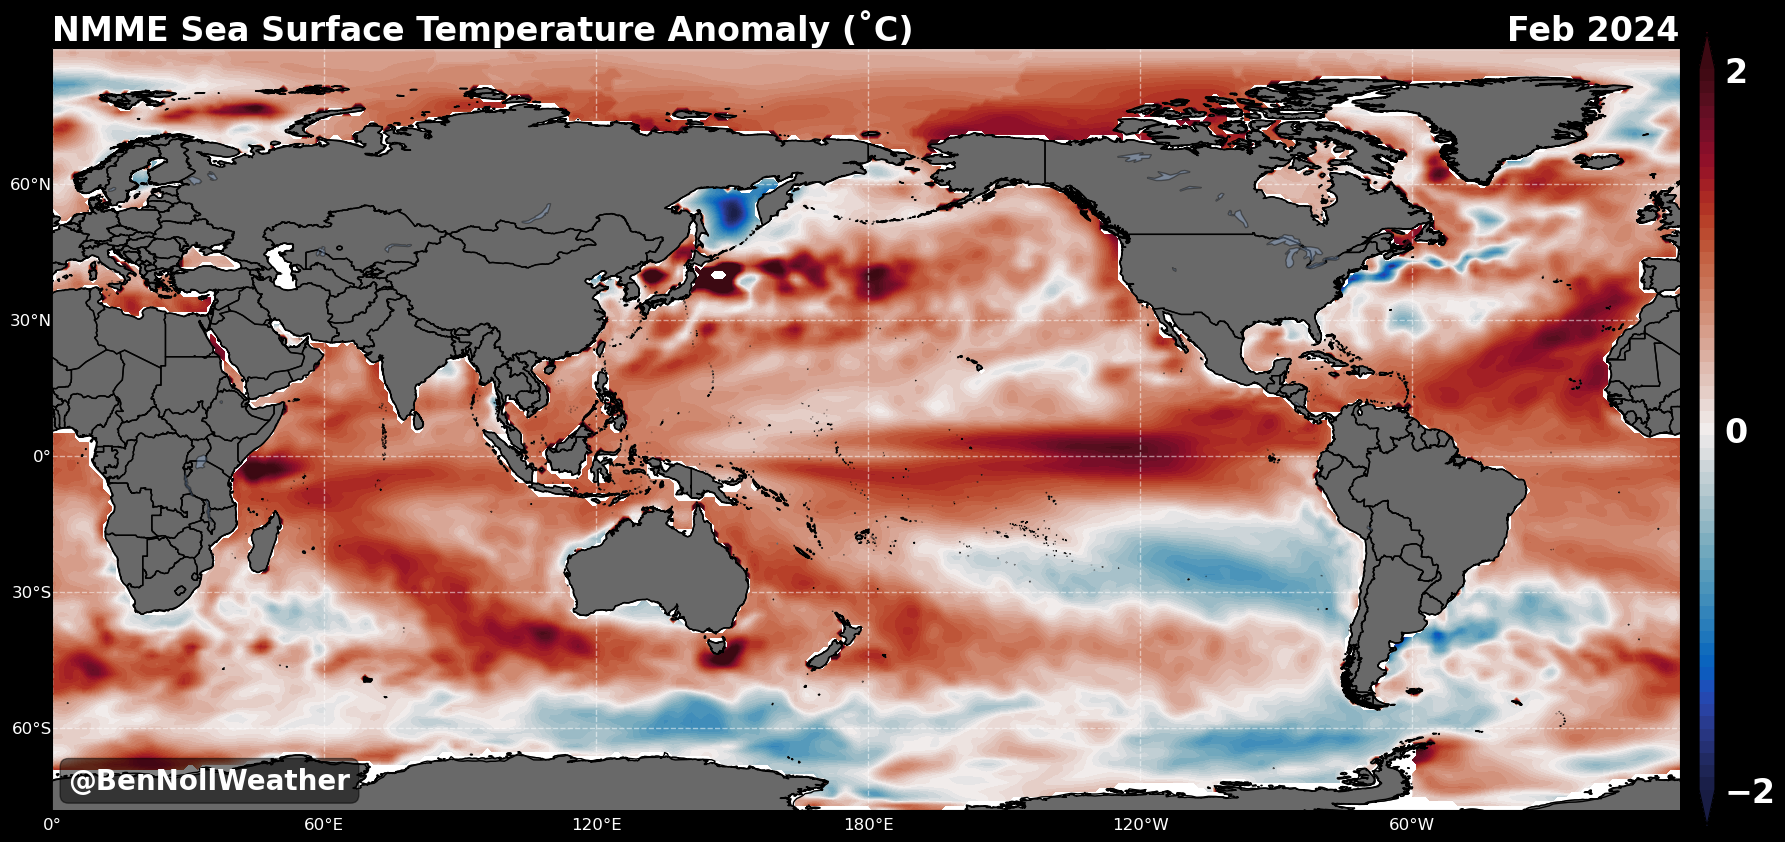 NMME Sea Surface Temperature Anomaly (˚C)
Feb 2024
2
0
−2
60°N
30°N
0°
30°S
60°S
@BenNollWeather
0°
60°E
120°E
180°E
120°W
60°W